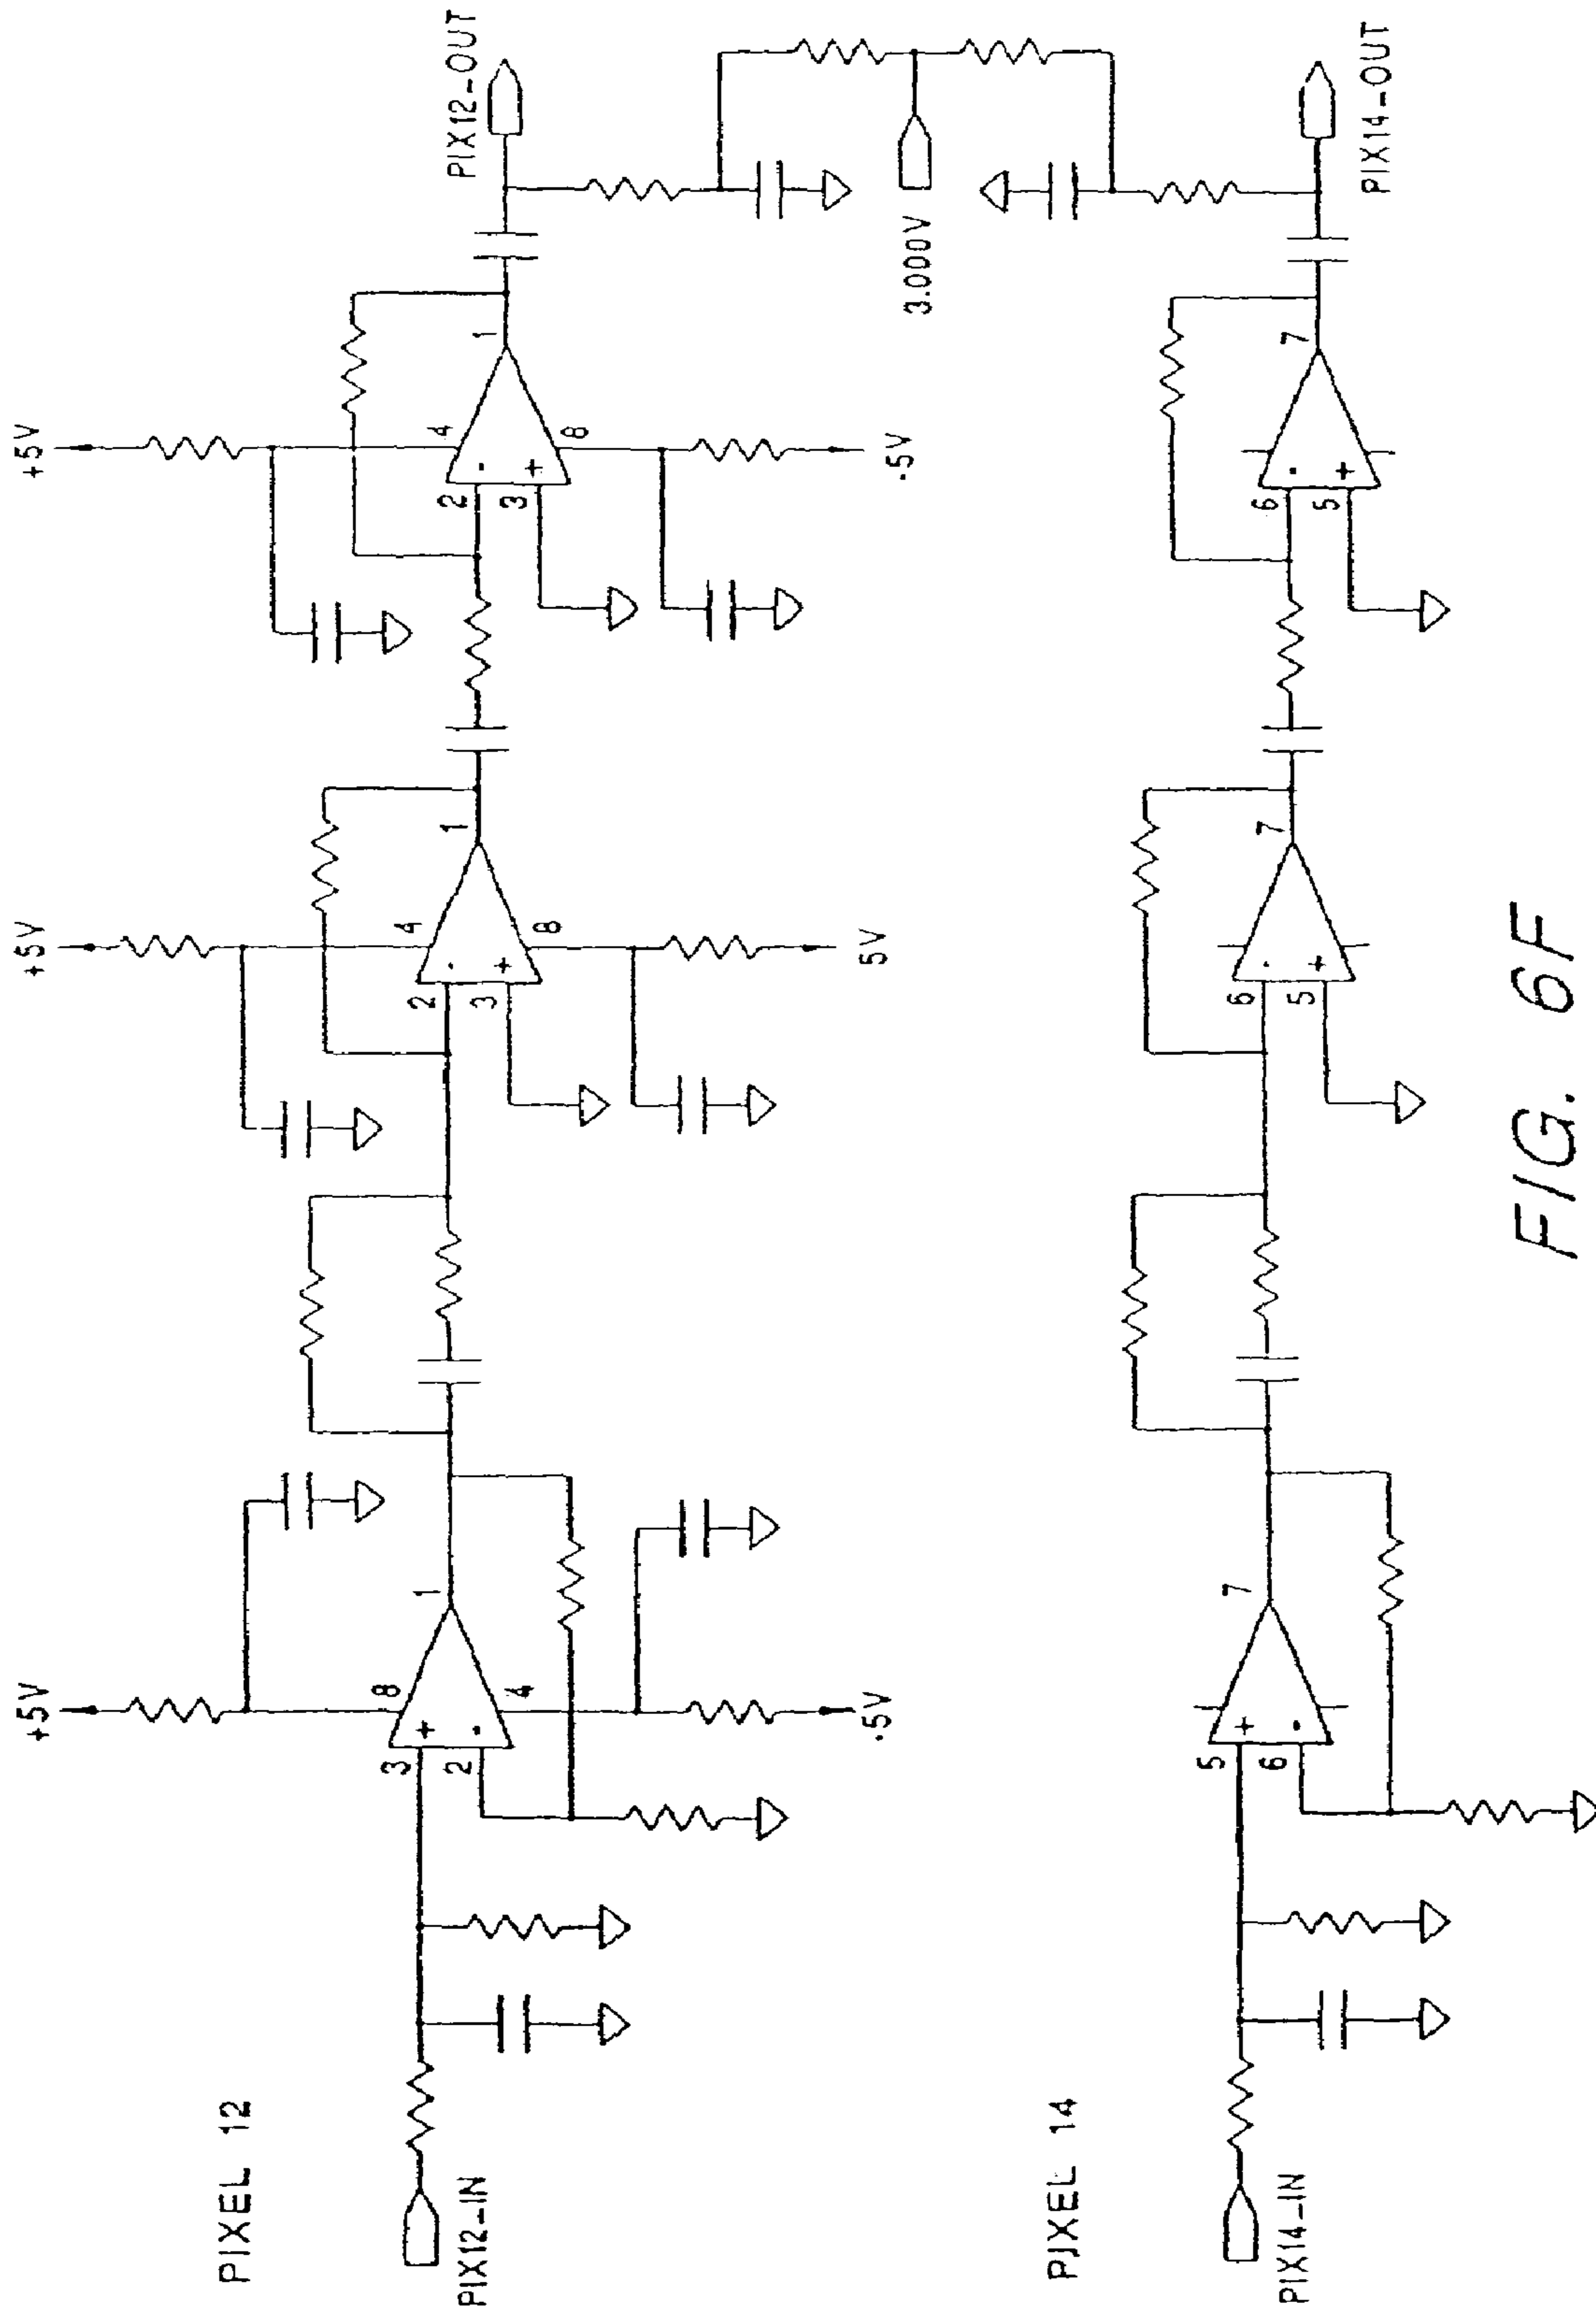 PIXEL 12
+5V
+5V
+5V
PIX12-IN
3
2
8
4
1
-5V
2
3
4
8
1
5V
2
3
4
8
1
-5V
PIX12-OUT
3.000V
PIXEL 14
PIX14-IN
5
6
7
6
5
7
6
5
7
PIX14-OUT
+
-
-
+
-
+
+
-
-
+
-
+
FIG. 6F